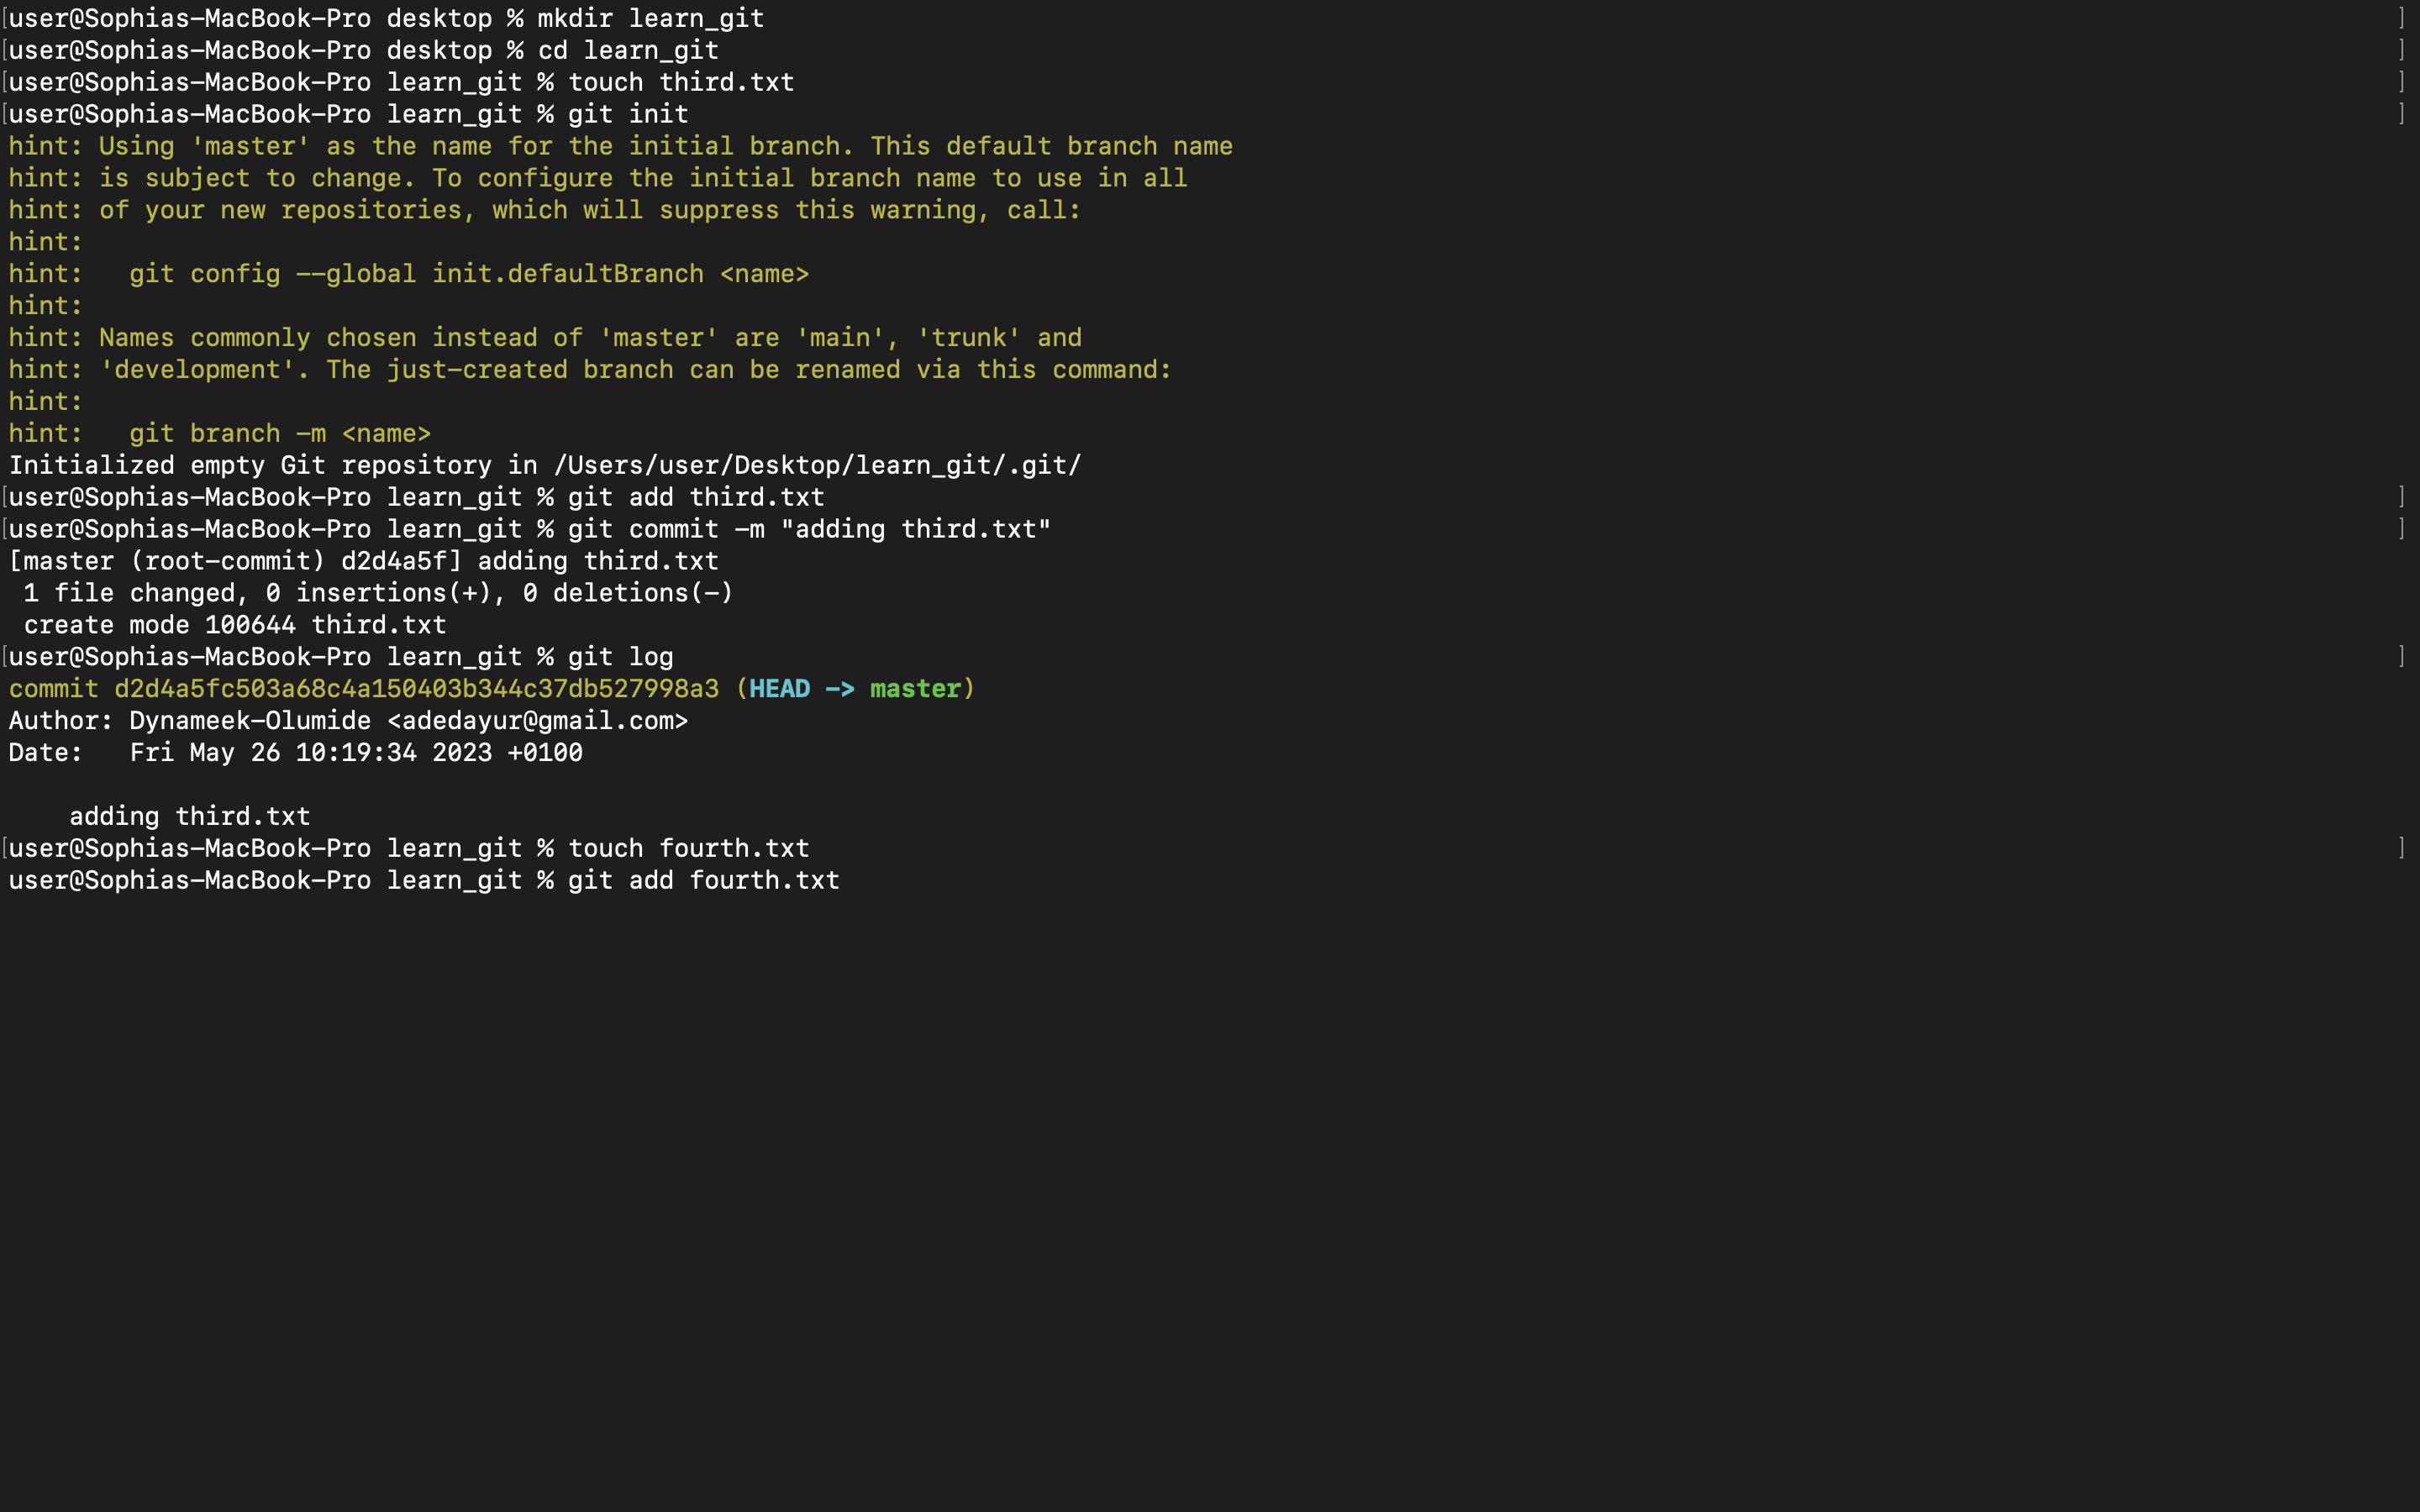 [user@Sophias-MacBook-Pro desktop % mkdir learn_git ]
[user@Sophias-MacBook-Pro desktop % cd learn_git ]
[user@Sophias-MacBook-Pro learn_git % touch third.txt ]
[user@Sophias-MacBook-Pro learn_git % git init ]
hint: Using 'master' as the name for the initial branch. This default branch name
hint: is subject to change. To configure the initial branch name to use in all
hint: of your new repositories, which will suppress this warning, call:
hint:
hint:   git config --global init.defaultBranch <name>
hint:
hint: Names commonly chosen instead of 'master' are 'main', 'trunk' and
hint: 'development'. The just-created branch can be renamed via this command:
hint:
hint:   git branch -m <name>
Initialized empty Git repository in /Users/user/Desktop/learn_git/.git/
[user@Sophias-MacBook-Pro learn_git % git add third.txt ]
[user@Sophias-MacBook-Pro learn_git % git commit -m "adding third.txt" ]
[master (root-commit) d2d4a5f] adding third.txt
 1 file changed, 0 insertions(+), 0 deletions(-)
 create mode 100644 third.txt
[user@Sophias-MacBook-Pro learn_git % git log ]
commit d2d4a5fc503a68c4a150403b344c37db527998a3 (HEAD -> master)
Author: Dynameek-Olumide <adedayur@gmail.com>
Date:   Fri May 26 10:19:34 2023 +0100

    adding third.txt
[user@Sophias-MacBook-Pro learn_git % touch fourth.txt ]
user@Sophias-MacBook-Pro learn_git % git add fourth.txt